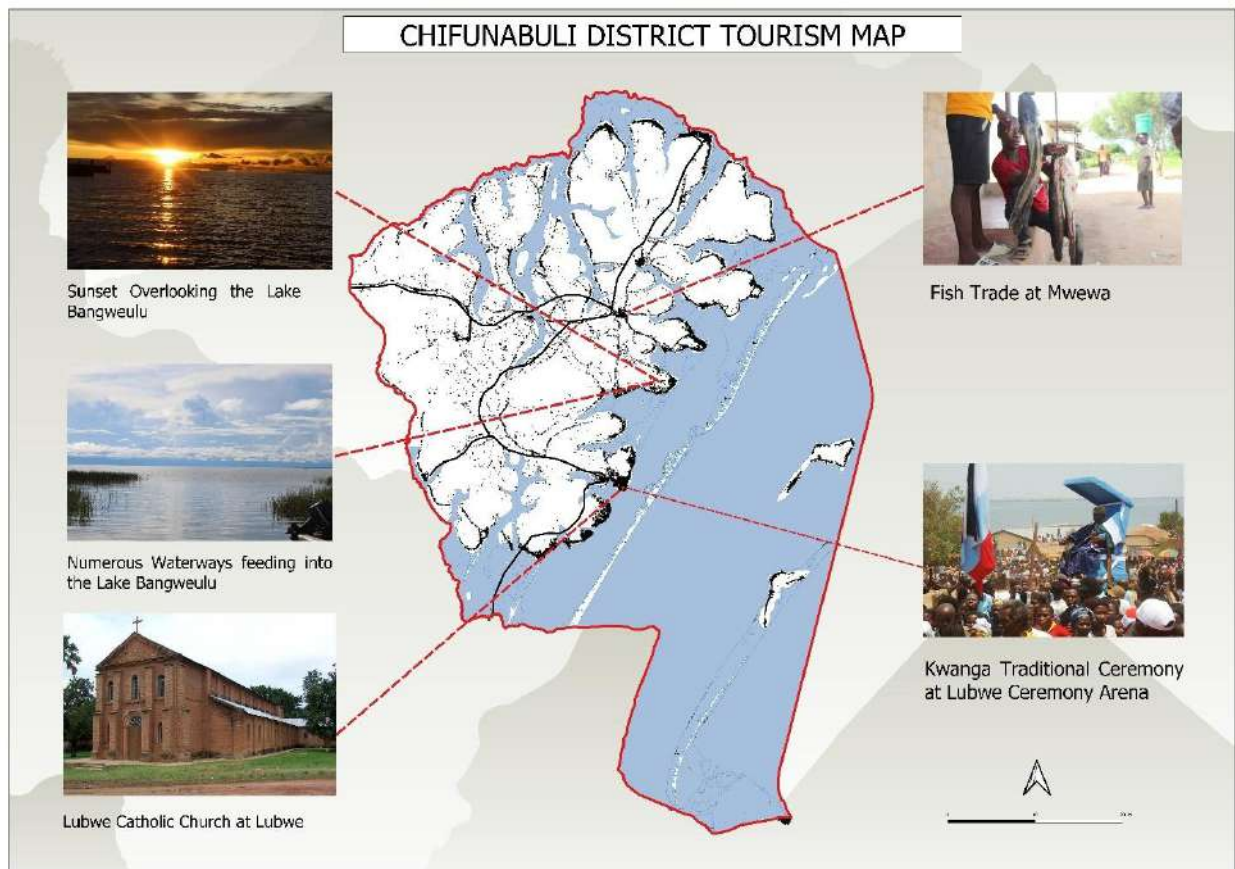 CHIFUNABULI DISTRICT TOURISM MAP
Sunset Overlooking the Lake
Bangweulu
Numerous Waterways feeding into
the Lake Bangweulu
Lubwe Catholic Church at Lubwe
Fish Trade at Mwewa
Kwanga Traditional Ceremony
at Lubwe Ceremony Arena